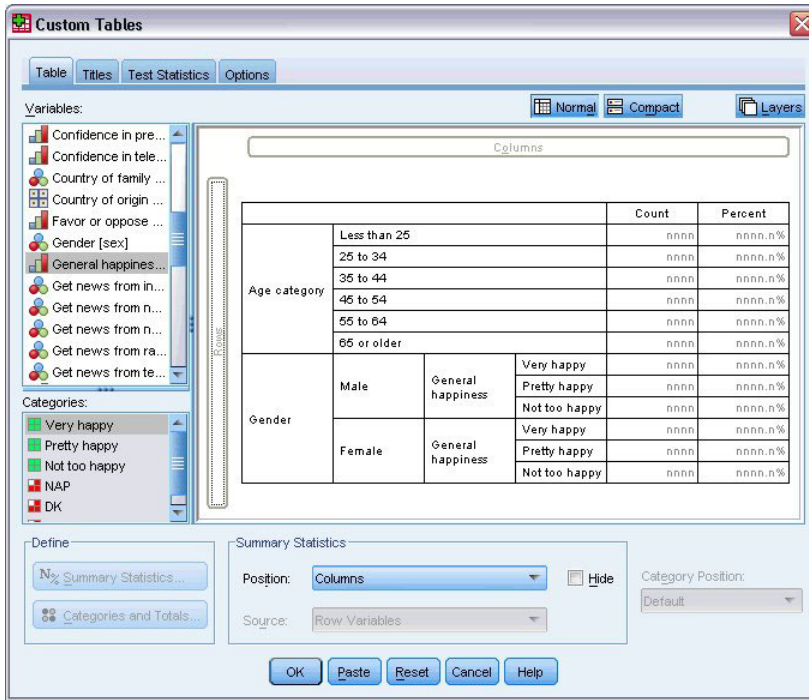 Custom Tables
Table Titles Test Statistics Options
Variables:
Normal Compact Layers
Confidence in pre...
Confidence in tele...
Country of family ...
Country of origin ...
Favor or oppose ...
Gender [sex]
General happines...
Get news from in...
Get news from n...
Get news from n...
Get news from ra...
Get news from te...
Categories:
Very happy
Pretty happy
Not too happy
NAP
DK
Columns
Rows
Count Percent
Age category
Less than 25 nnnn nnnn.n%
25 to 34 nnnn nnnn.n%
35 to 44 nnnn nnnn.n%
45 to 54 nnnn nnnn.n%
55 to 64 nnnn nnnn.n%
65 or older nnnn nnnn.n%
Gender
Male
General
happiness
Very happy nnnn nnnn.n%
Pretty happy nnnn nnnn.n%
Not too happy nnnn nnnn.n%
Female
General
happiness
Very happy nnnn nnnn.n%
Pretty happy nnnn nnnn.n%
Not too happy nnnn nnnn.n%
Define
N% Summary Statistics...
Categories and Totals...
Summary Statistics
Position: Columns Hide
Source: Row Variables
Category Position:
Default
OK Paste Reset Cancel Help